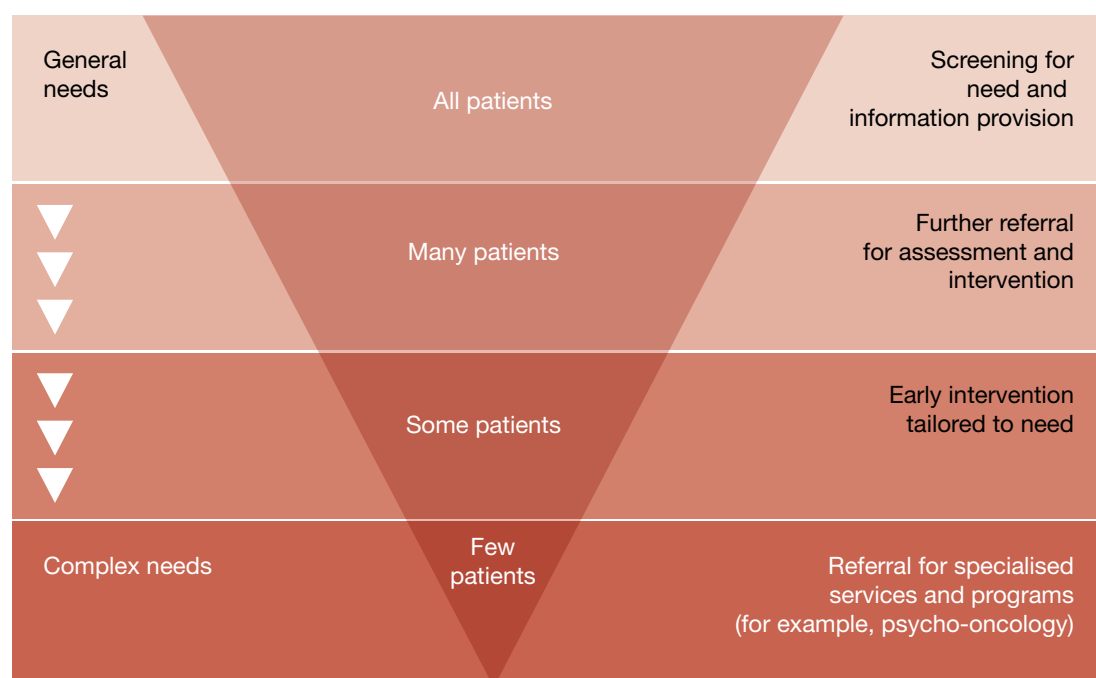 General
needs
All patients
Screening for
need and
information provision
Many patients
Further referral
for assessment and
intervention
Some patients
Early intervention
tailored to need
Complex needs
Few
patients
Referral for specialised
services and programs
(for example, psycho-oncology)